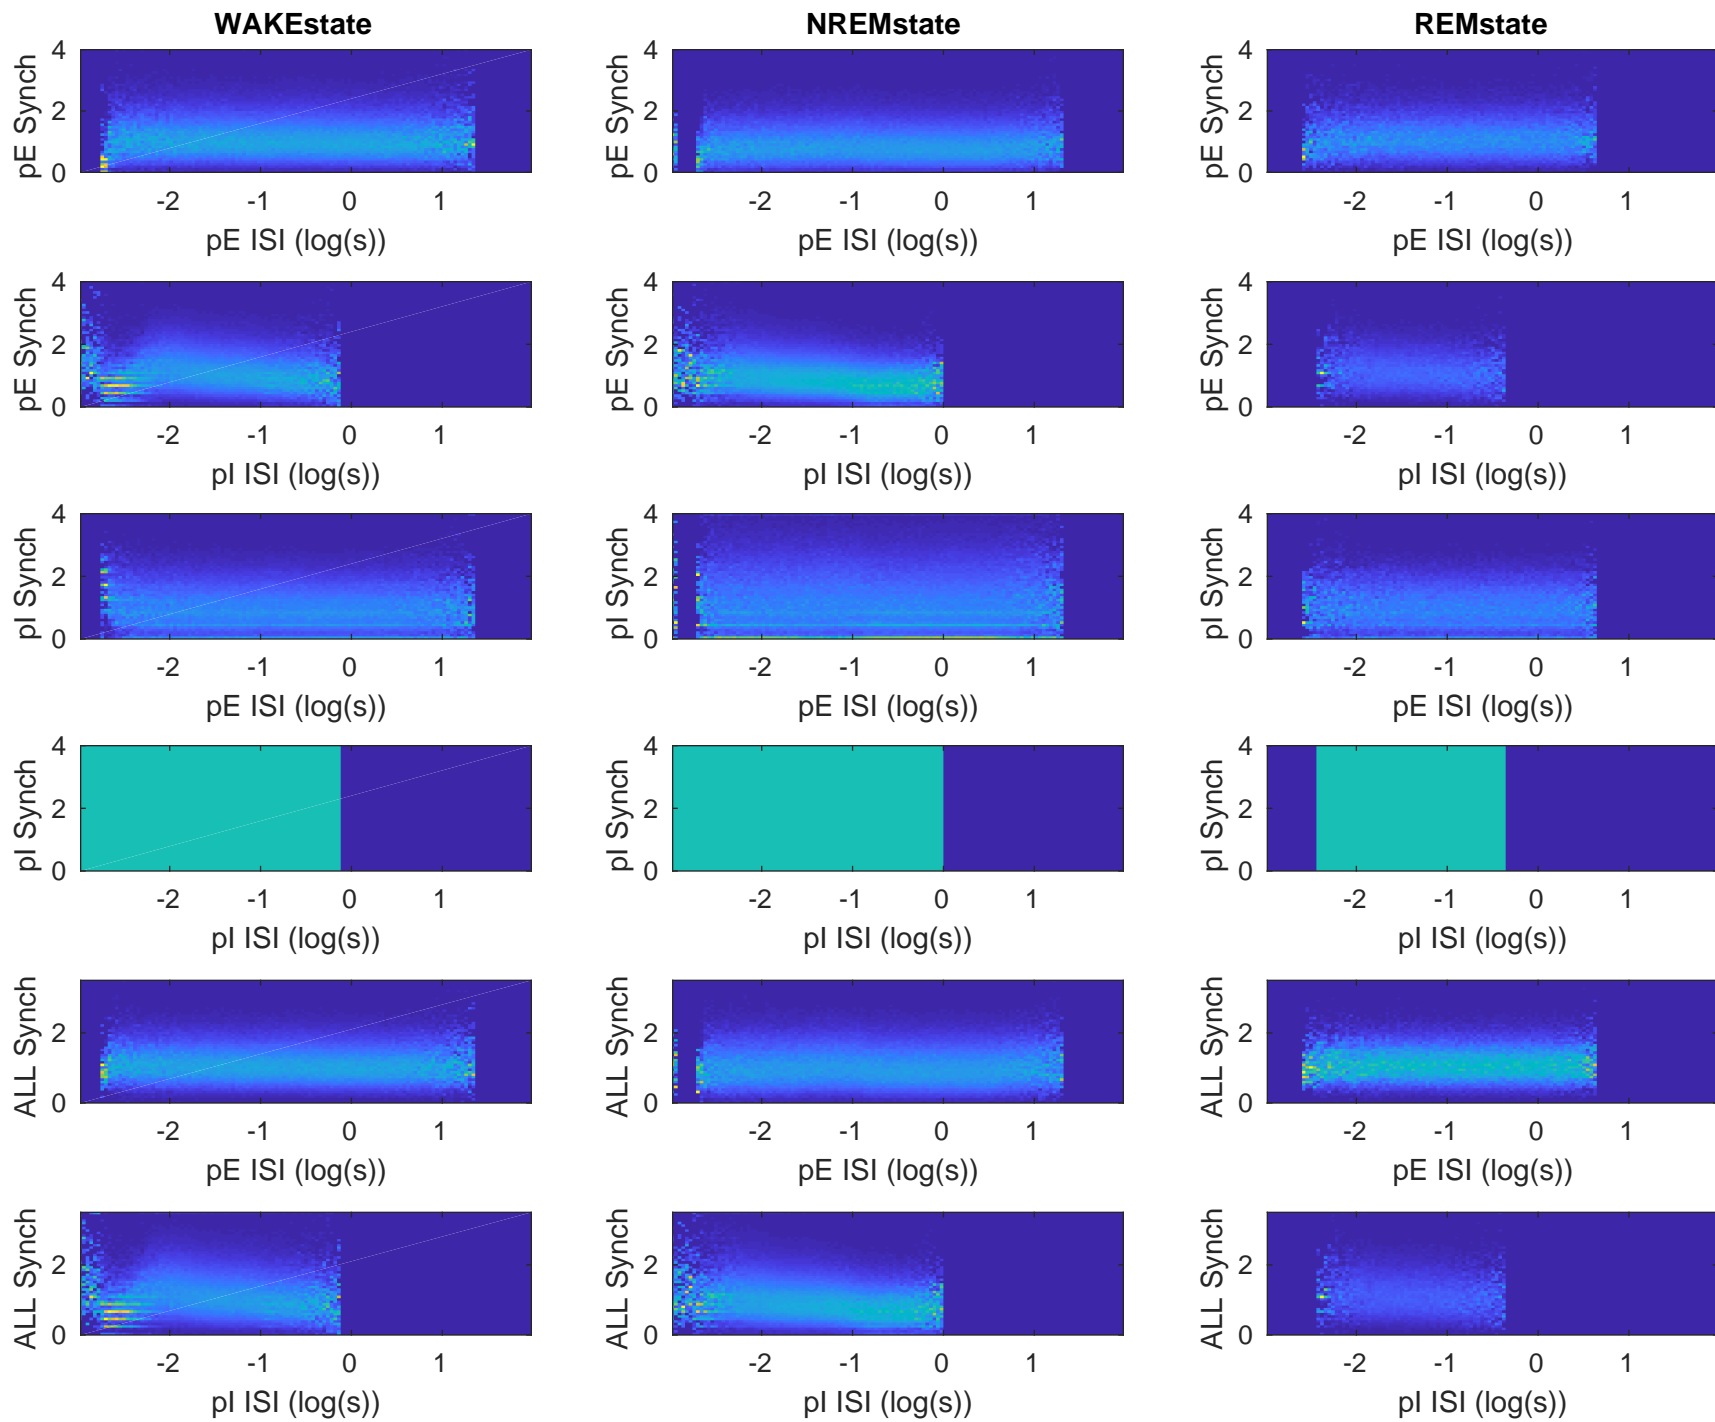 WAKEstate NREMstate REMstate
pE Synch 4 2 0 pE Synch 4 2 0 pE Synch 4 2 0
-2 -1 0 1 -2 -1 0 1 -2 -1 0 1
pE ISI (log(s)) pE ISI (log(s)) pE ISI (log(s))
pE Synch 4 2 0 pE Synch 4 2 0 pE Synch 4 2 0
-2 -1 0 1 -2 -1 0 1 -2 -1 0 1
pI ISI (log(s)) pI ISI (log(s)) pI ISI (log(s))
pI Synch 4 2 0 pI Synch 4 2 0 pI Synch 4 2 0
-2 -1 0 1 -2 -1 0 1 -2 -1 0 1
pE ISI (log(s)) pE ISI (log(s)) pE ISI (log(s))
pI Synch 4 2 0 pI Synch 4 2 0 pI Synch 4 2 0
-2 -1 0 1 -2 -1 0 1 -2 -1 0 1
pI ISI (log(s)) pI ISI (log(s)) pI ISI (log(s))
ALL Synch 2 0 ALL Synch 2 0 ALL Synch 2 0
-2 -1 0 1 -2 -1 0 1 -2 -1 0 1
pE ISI (log(s)) pE ISI (log(s)) pE ISI (log(s))
ALL Synch 2 0 ALL Synch 2 0 ALL Synch 2 0
-2 -1 0 1 -2 -1 0 1 -2 -1 0 1
pI ISI (log(s)) pI ISI (log(s)) pI ISI (log(s))